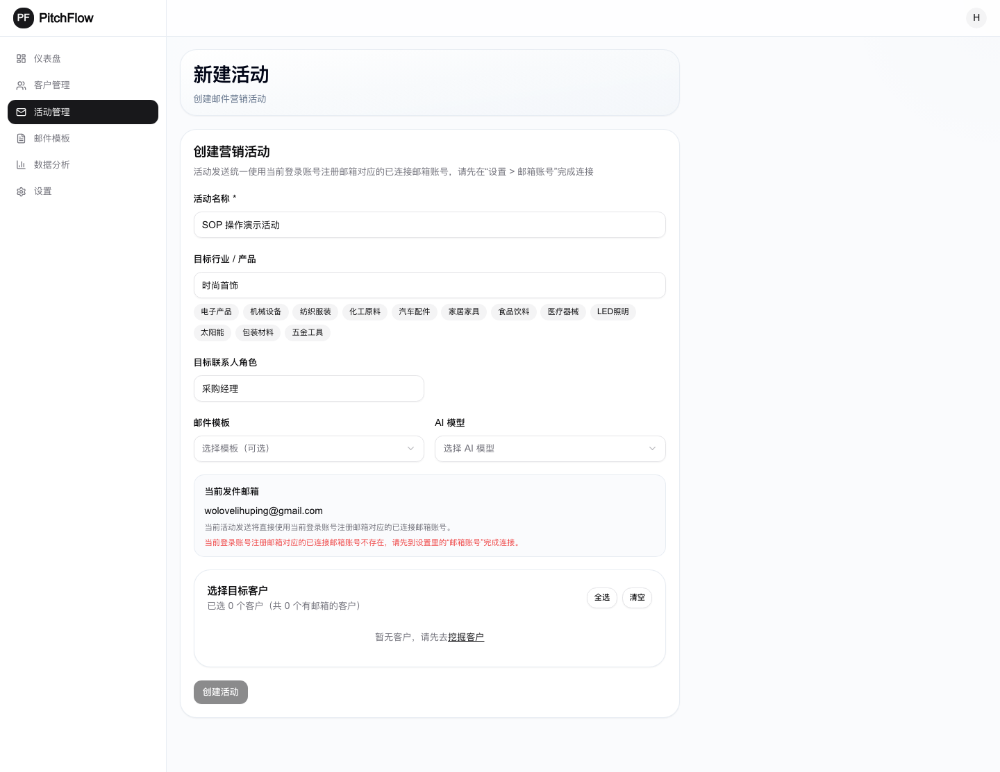 PF PitchFlow
H
仪表盘
客户管理
活动管理
邮件模板
数据分析
设置
新建活动
创建邮件营销活动
创建营销活动
活动发送统一使用当前登录账号注册邮箱对应的已连接邮箱账号，请先在“设置 > 邮箱账号”完成连接
活动名称 *
SOP 操作演示活动
目标行业 / 产品
时尚首饰
电子产品 机械设备 纺织服装 化工原料 汽车配件 家居家具 食品饮料 医疗器械 LED照明
太阳能 包装材料 五金工具
目标联系人角色
采购经理
邮件模板 AI 模型
选择模板（可选） 选择 AI 模型
当前发件邮箱
wolovelihuping@gmail.com
当前活动发送将直接使用当前登录账号注册邮箱对应的已连接邮箱账号。
当前登录账号注册邮箱对应的已连接邮箱账号不存在，请先到设置里的“邮箱账号”完成连接。
选择目标客户
已选 0 个客户（共 0 个有邮箱的客户）
全选 清空
暂无客户，请先去挖掘客户
创建活动